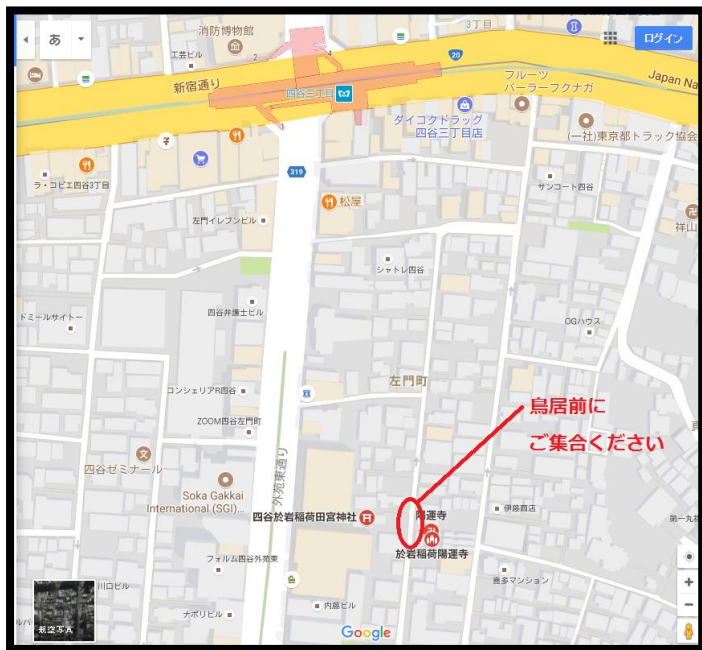 消防博物館
3丁目
あ
工芸ビル
2
4
20
ログイン
新宿通り
四谷三丁目
フルーツ
パーラーフクナガ
Japan Na
ダイコクドラッグ
四谷三丁目店
(一社)東京都トラック協会
ラ・コピエ四谷3丁目
319
松屋
サンコート四谷
左門イレブンビル
祥山
シャトレ四谷
ドミールサイトー
四谷弁護士ビル
OGハウス
左門町
コンシェリアR四谷
鳥居前に
ZOOM四谷左門町
ご集合ください
四谷ゼミナール
外苑東通り
Soka Gakkai
International (SGI)...
四谷於岩稲荷田宮神社
陽運寺
伊藤商店
第一丸
於岩稲荷陽運寺
フォルム四谷外苑東
喜多マンション
川口ビル
内藤ビル
ナポリビル
航空写真
Google